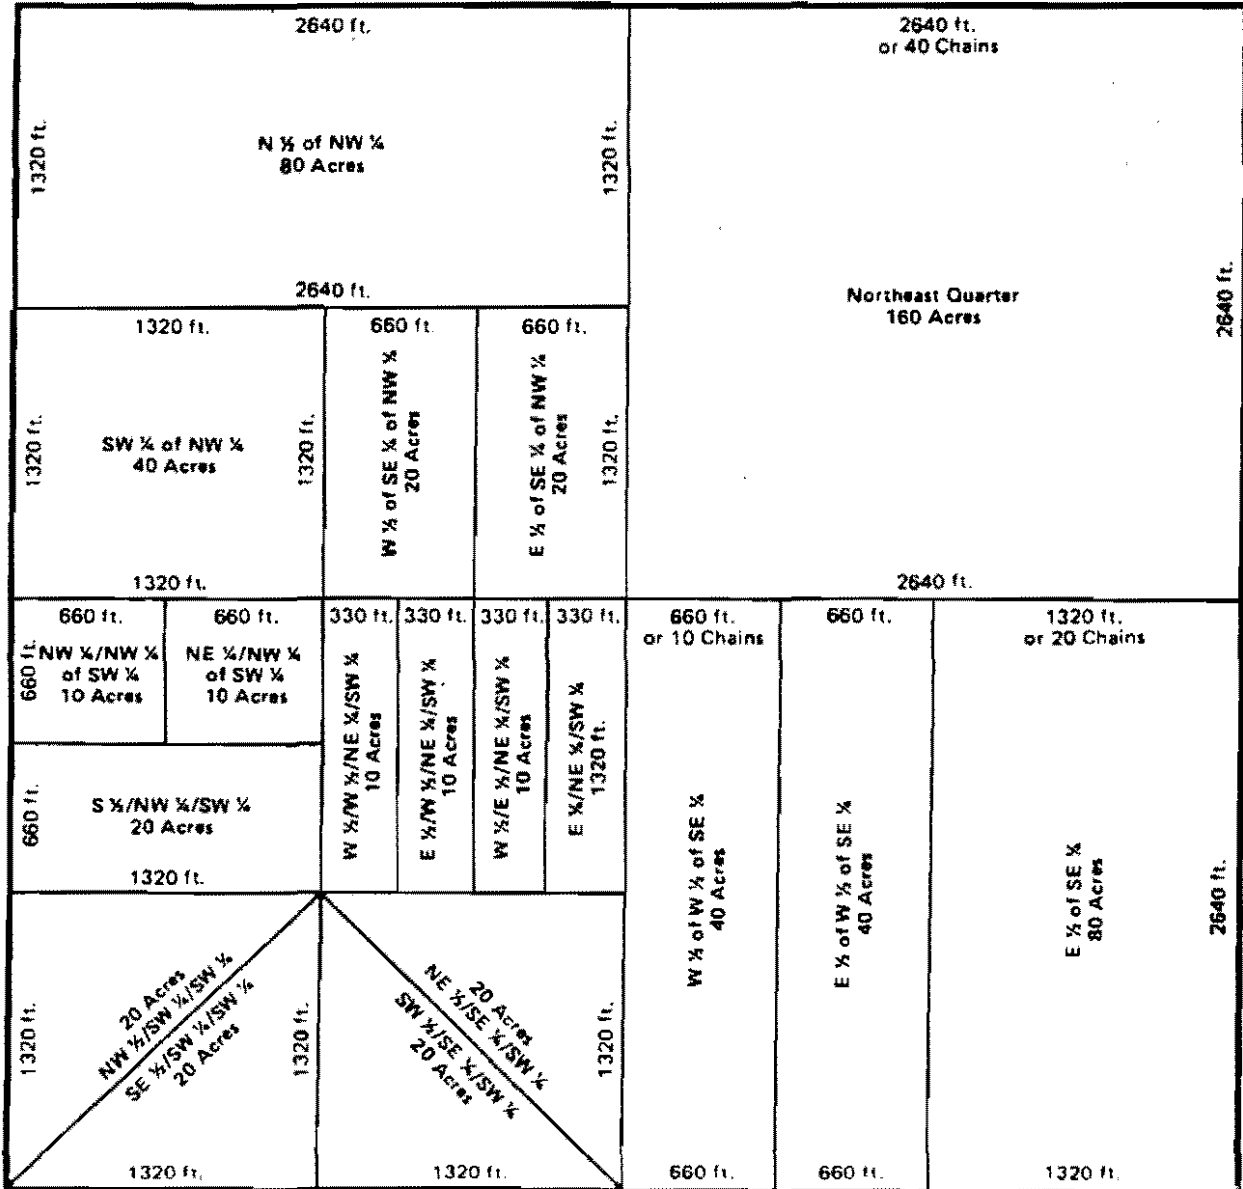 2640 ft.
1320 ft.
N ½ of NW ¼
80 Acres
1320 ft.
2640 ft.
2640 ft.
or 40 Chains
Northeast Quarter
160 Acres
2640 ft.
2640 ft.
1320 ft.
1320 ft.
SW ¼ of NW ¼
40 Acres
1320 ft.
1320 ft.
660 ft.
W ½ of SE ¼ of NW ¼
20 Acres
660 ft.
E ½ of SE ¼ of NW ¼
20 Acres
1320 ft.
660 ft.
660 ft.
NW ¼/NW ¼
of SW ¼
10 Acres
660 ft.
NE ¼/NW ¼
of SW ¼
10 Acres
660 ft.
S ½/NW ¼/SW ¼
20 Acres
1320 ft.
330 ft.
W ½/W ½/NE ¼/SW ¼
10 Acres
330 ft.
E ½/W ½/NE ¼/SW ¼
10 Acres
330 ft.
W ½/E ½/NE ¼/SW ¼
10 Acres
330 ft.
E ½/NE ¼/SW ¼
1320 ft.
1320 ft.
20 Acres
NW ½/SW ¼/SW ¼
SE ½/SW ¼/SW ¼
20 Acres
1320 ft.
1320 ft.
20 Acres
NE ½/SE ¼/SW ¼
SW ½/SE ¼/SW ¼
20 Acres
1320 ft.
1320 ft.
660 ft.
or 10 Chains
W ½ of W ½ of SE ¼
40 Acres
660 ft.
660 ft.
E ½ of W ½ of SE ¼
40 Acres
660 ft.
1320 ft.
or 20 Chains
E ½ of SE ¼
80 Acres
2640 ft.
1320 ft.